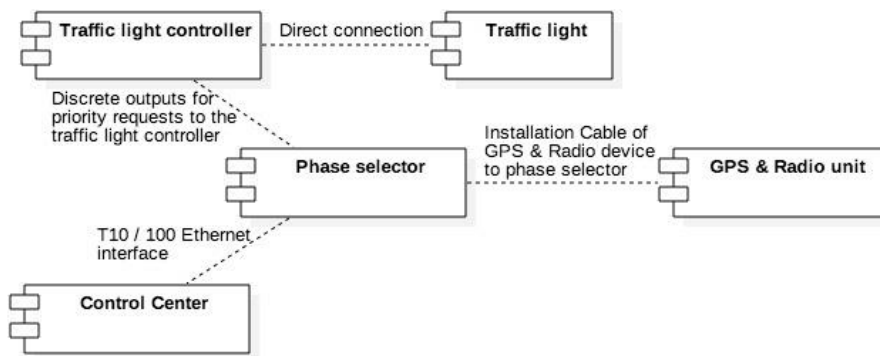 Traffic light controller
Direct connection
Traffic light
Discrete outputs for
priority requests to the
traffic light controller
Installation Cable of
GPS & Radio device
to phase selector
Phase selector
GPS & Radio unit
T10 / 100 Ethernet
interface
Control Center